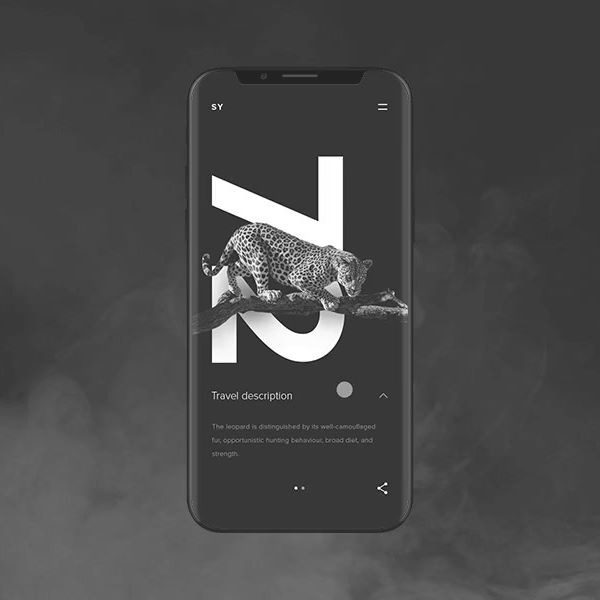 SY
72
Travel description
The leopard is distinguished by its well-camouflaged
fur, opportunistic hunting behaviour, broad diet, and
strength.